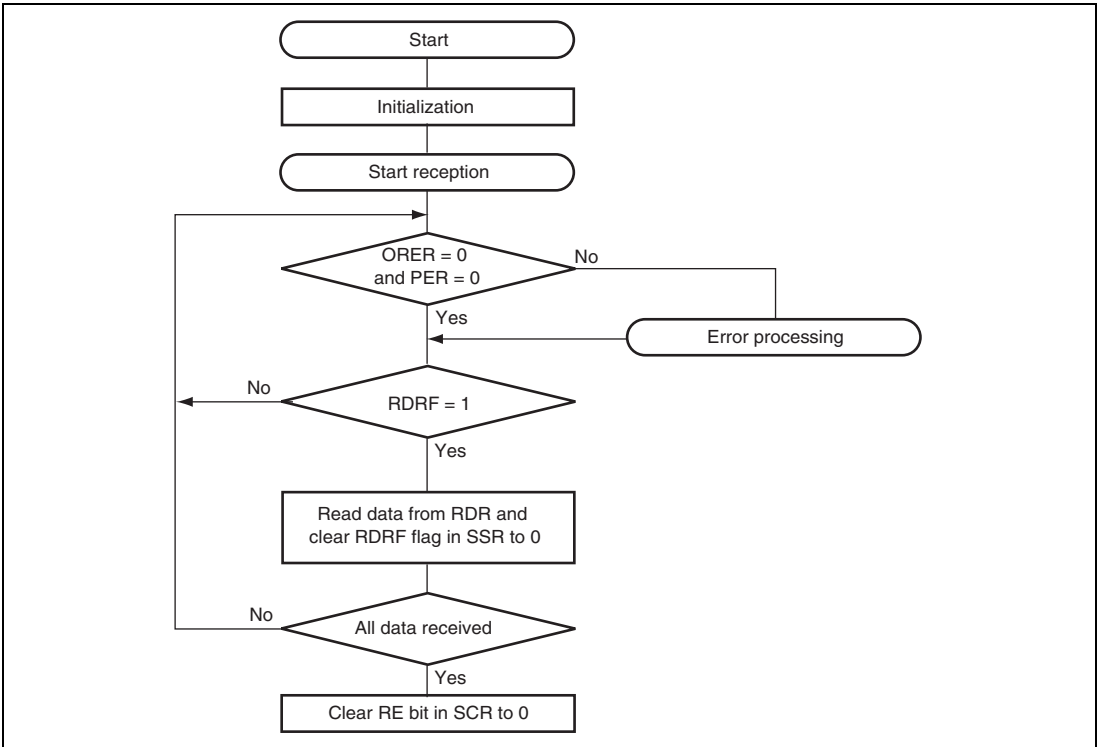 Start
Initialization
Start reception
ORER = 0
and PER = 0
No
Yes
Error processing
No
RDRF = 1
Yes
Read data from RDR and
clear RDRF flag in SSR to 0
No
All data received
Yes
Clear RE bit in SCR to 0